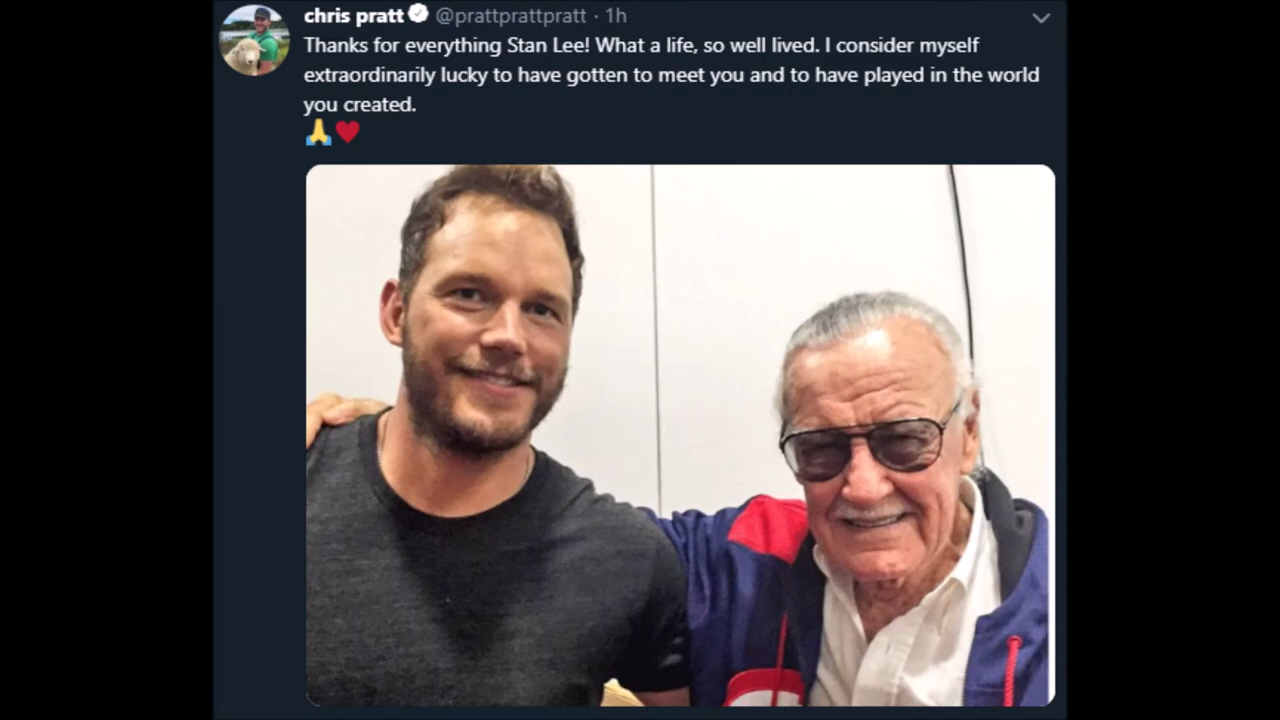 chris pratt @prattprattpratt · 1h
Thanks for everything Stan Lee! What a life, so well lived. I consider myself
extraordinarily lucky to have gotten to meet you and to have played in the world
you created.
🙏❤️